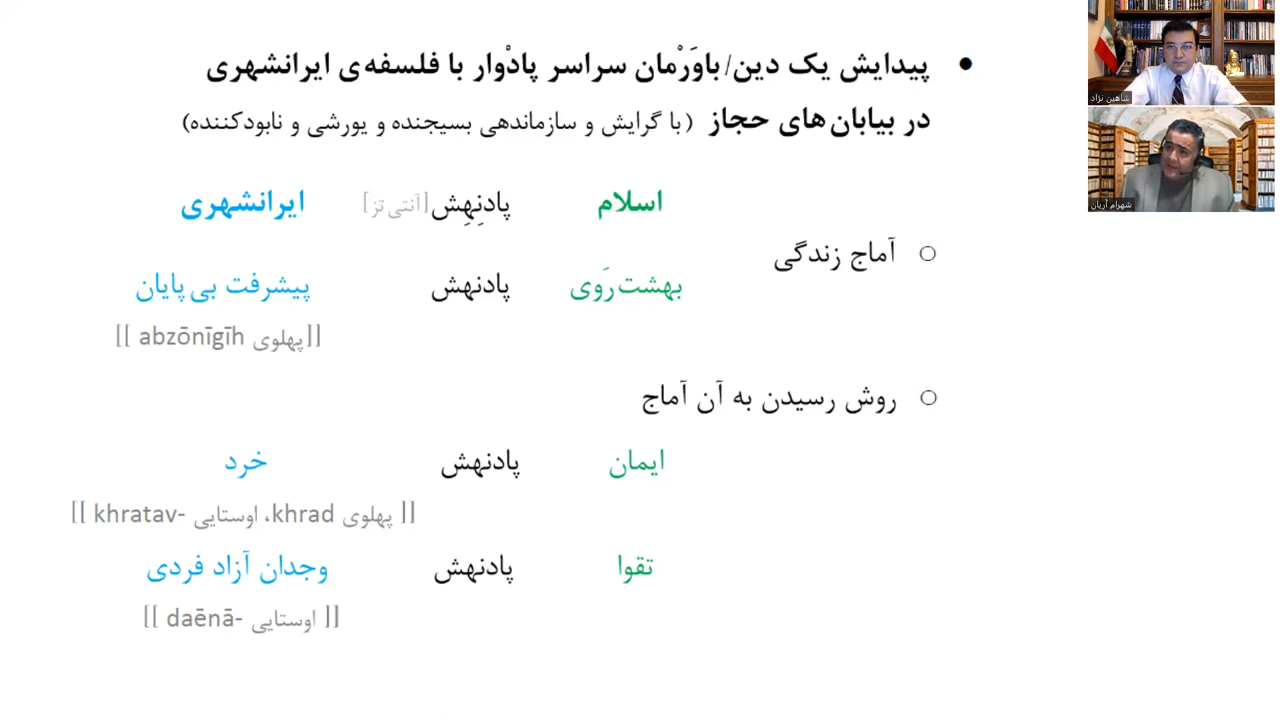 • پیدایش یک دین/باوَرْمان سراسر پادْوار با فلسفه‌ی ایرانشهری
در بیابان‌های حجاز (با گرایش و سازماندهی بسیجنده و یورشی و نابودکننده)
اسلام پادنِهِش [آنتی تز] ایرانشهری
○ آماج زندگی
بهشت‌رَوی پادنهش پیشرفت بی‌پایان
[[پهلوی abzōnīgīh ]]
○ روش رسیدن به آن آماج
ایمان پادنهش خرد
[[ پهلوی khrad، اوستایی khratav- ]]
تقوا پادنهش وجدان آزاد فردی
[[ اوستایی daēnā- ]]
شاهین نژاد
شهرام آریان